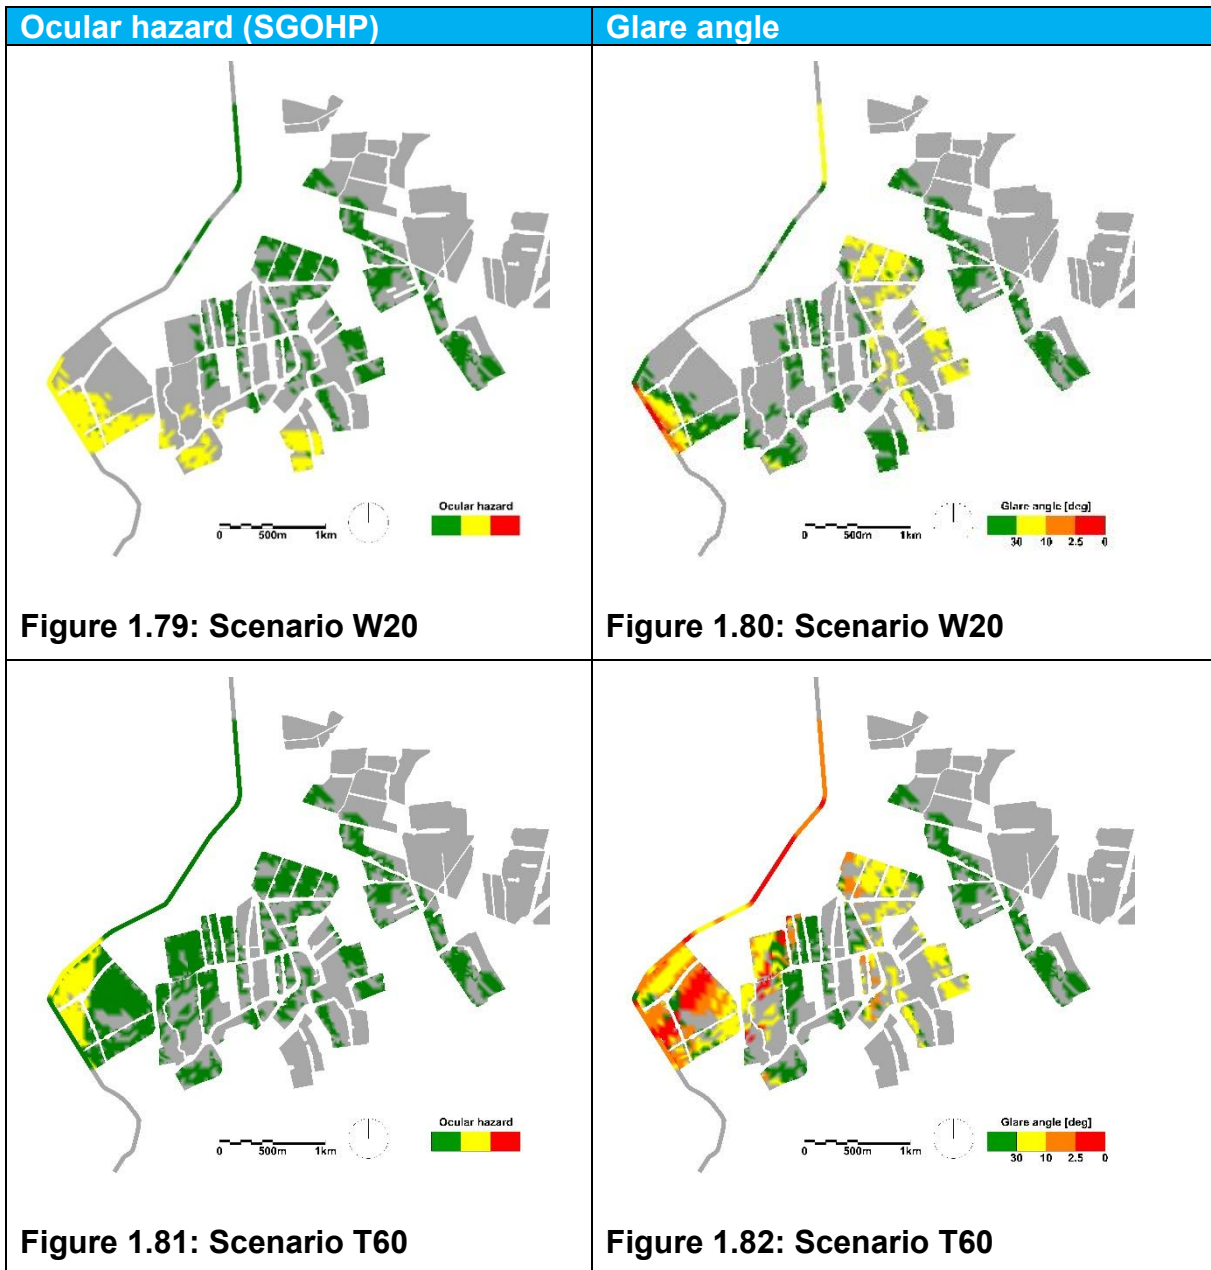 Ocular hazard (SGOHP)
Glare angle
Ocular hazard
0 500m 1km
Figure 1.79: Scenario W20
Glare angle [deg]
0 500m 1km
30 10 2.5 0
Figure 1.80: Scenario W20
Ocular hazard
0 500m 1km
Figure 1.81: Scenario T60
Glare angle [deg]
0 500m 1km
30 10 2.5 0
Figure 1.82: Scenario T60